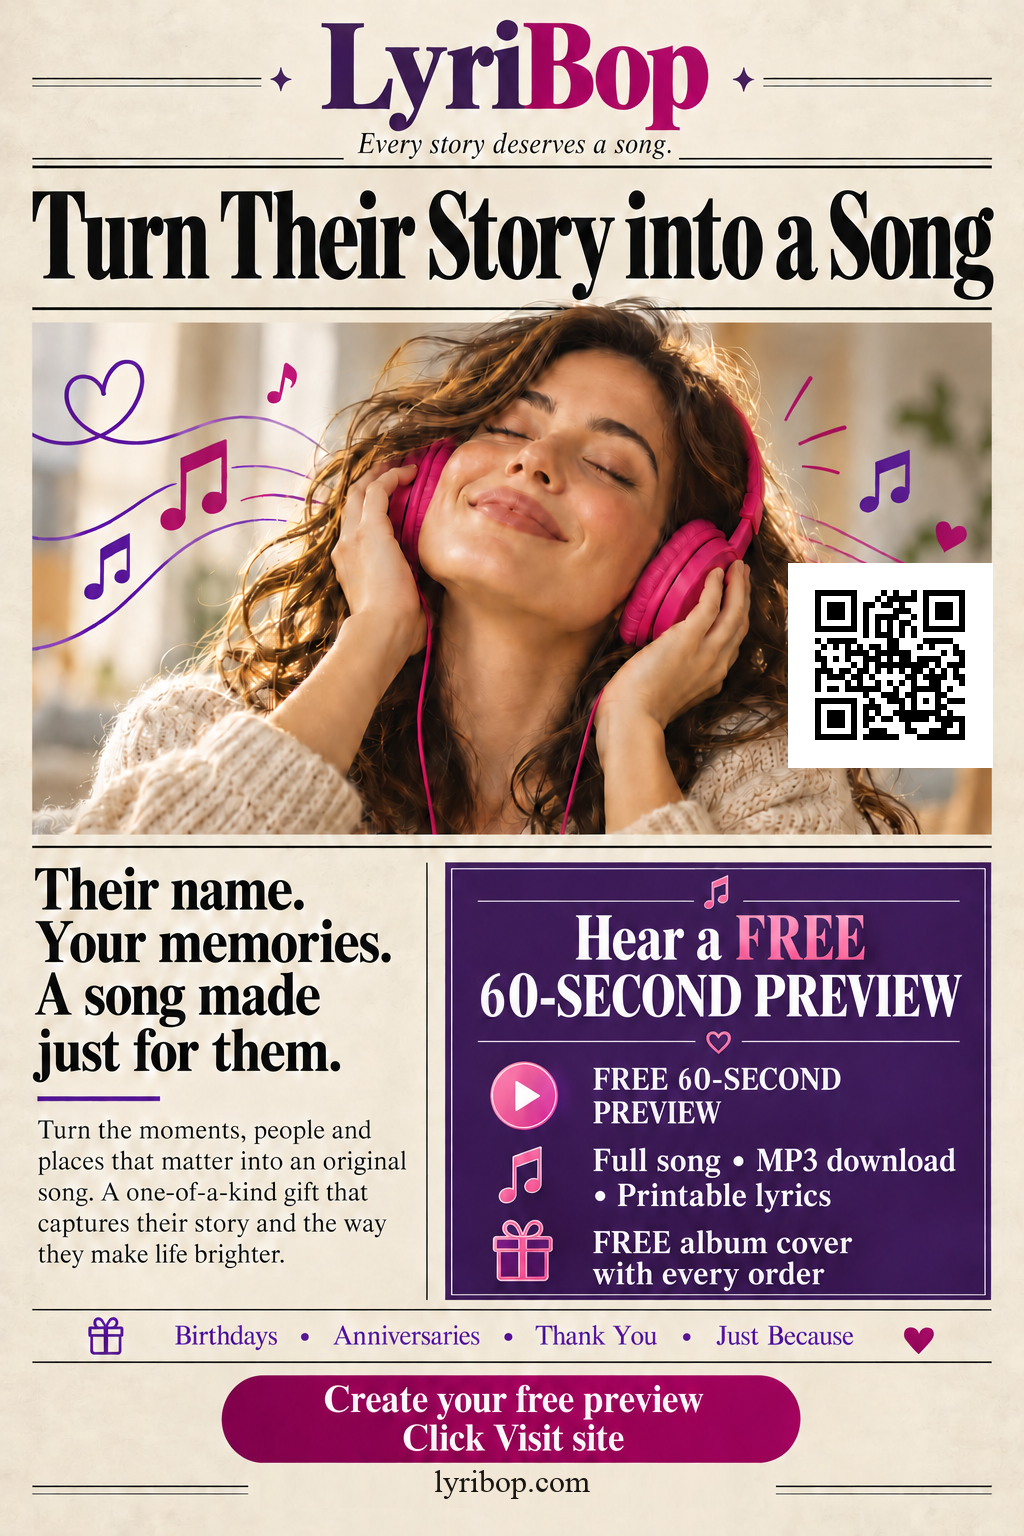 LyriBop
Every story deserves a song.
Turn Their Story into a Song
Their name.
Your memories.
A song made
just for them.
Turn the moments, people and
places that matter into an original
song. A one-of-a-kind gift that
captures their story and the way
they make life brighter.
Hear a FREE
60-SECOND PREVIEW
FREE 60-SECOND
PREVIEW
Full song • MP3 download
• Printable lyrics
FREE album cover
with every order
Birthdays • Anniversaries • Thank You • Just Because
Create your free preview
Click Visit site
lyribop.com